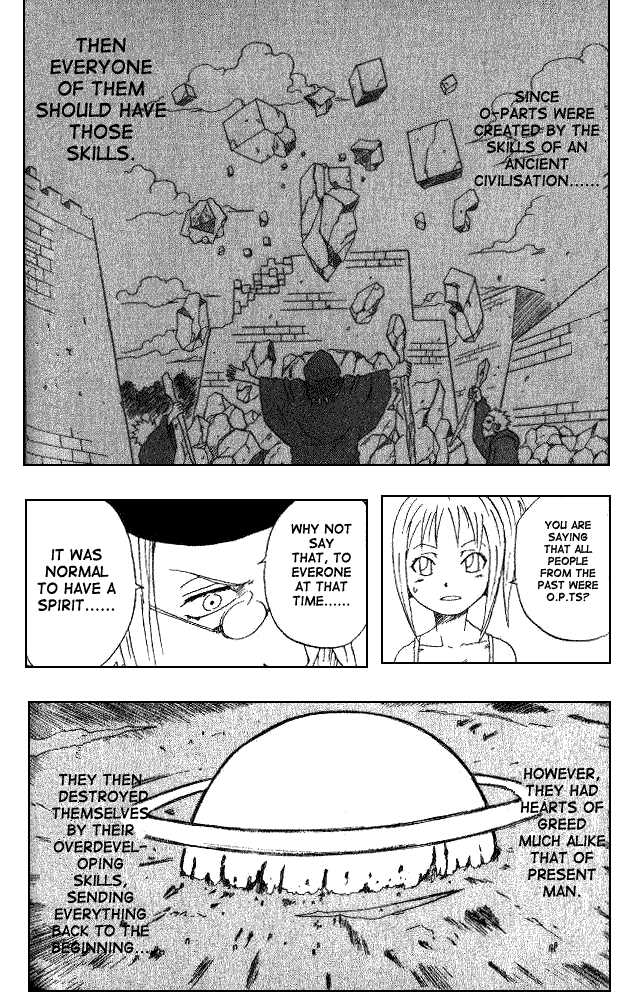 SINCE
O-PARTS WERE
CREATED BY THE
SKILLS OF AN
ANCIENT
CIVILISATION......
THEN
EVERYONE
OF THEM
SHOULD HAVE
THOSE
SKILLS.
YOU ARE
SAYING
THAT ALL
PEOPLE
FROM THE
PAST WERE
O.P.TS?
WHY NOT
SAY
THAT, TO
EVERONE
AT THAT
TIME......
IT WAS
NORMAL
TO HAVE A
SPIRIT......
HOWEVER,
THEY HAD
HEARTS OF
GREED
MUCH ALIKE
THAT OF
PRESENT
MAN.
THEY THEN
DESTROYED
THEMSELVES
BY THEIR
OVERDEVEL-
OPING
SKILLS,
SENDING
EVERYTHING
BACK TO THE
BEGINNING...